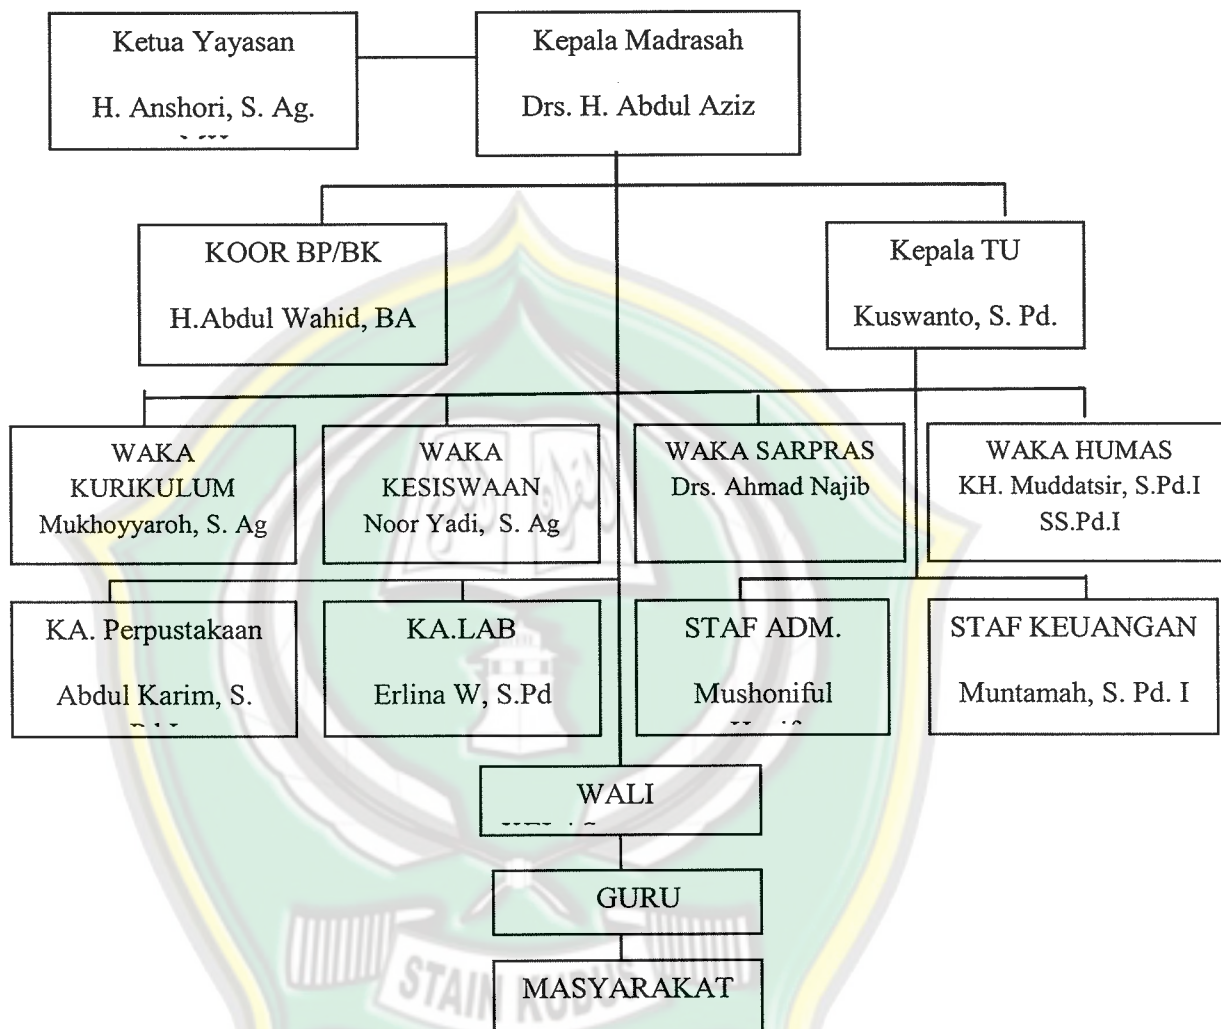 Ketua Yayasan
H. Anshori, S. Ag.
Kepala Madrasah
Drs. H. Abdul Aziz
KOOR BP/BK
H.Abdul Wahid, BA
Kepala TU
Kuswanto, S. Pd.
WAKA
KURIKULUM
Mukhoyyaroh, S. Ag
WAKA
KESISWAAN
Noor Yadi, S. Ag
WAKA SARPRAS
Drs. Ahmad Najib
WAKA HUMAS
KH. Muddatsir, S.Pd.I
SS.Pd.I
KA. Perpustakaan
Abdul Karim, S.
KA.LAB
Erlina W, S.Pd
STAF ADM.
Mushoniful
STAF KEUANGAN
Muntamah, S. Pd. I
WALI
GURU
MASYARAKAT
STAIN KUDUS